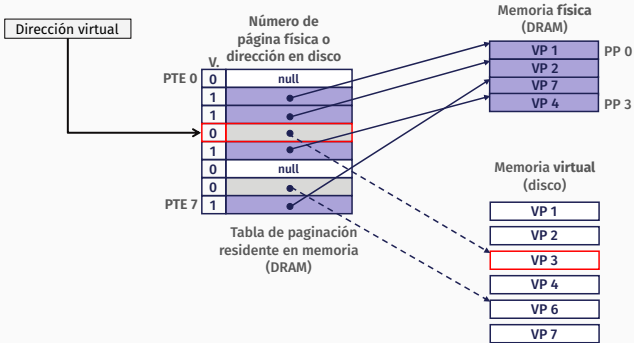 Dirección virtual
Número de
página física o
dirección en disco
V.
PTE 0
0
null
1
1
0
1
0
null
0
PTE 7
1
Tabla de paginación
residente en memoria
(DRAM)
Memoria física
(DRAM)
VP 1
PP 0
VP 2
VP 7
VP 4
PP 3
Memoria virtual
(disco)
VP 1
VP 2
VP 3
VP 4
VP 6
VP 7